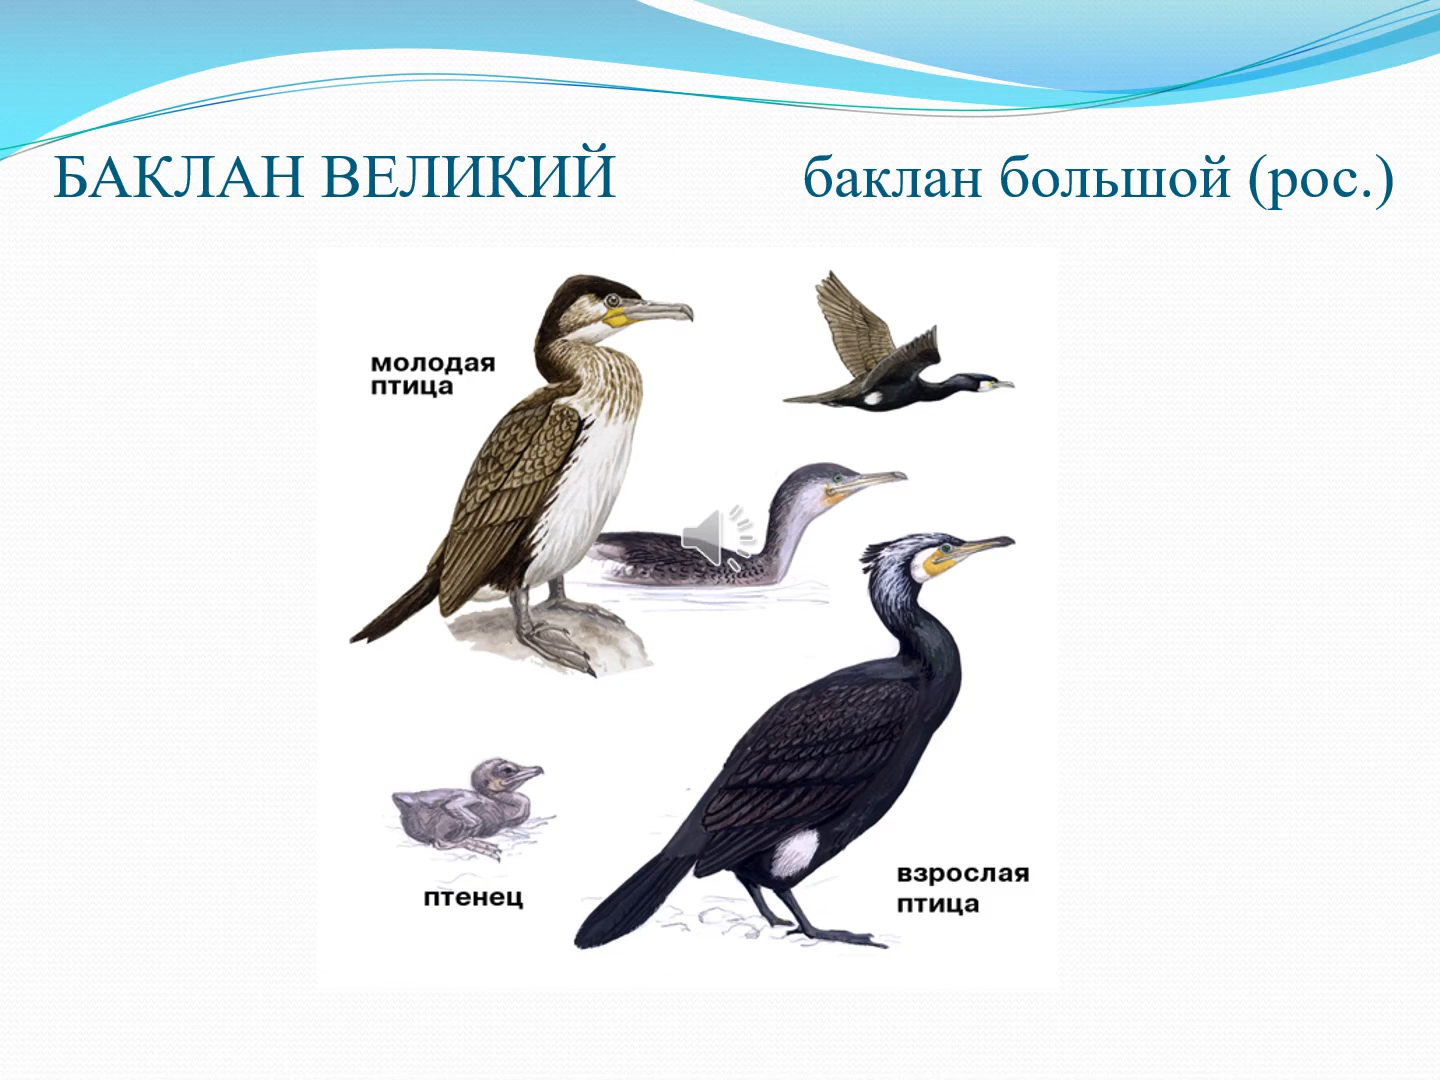 БАКЛАН ВЕЛИКИЙ баклан большой (рос.)
молодая
птица
птенец
взрослая
птица